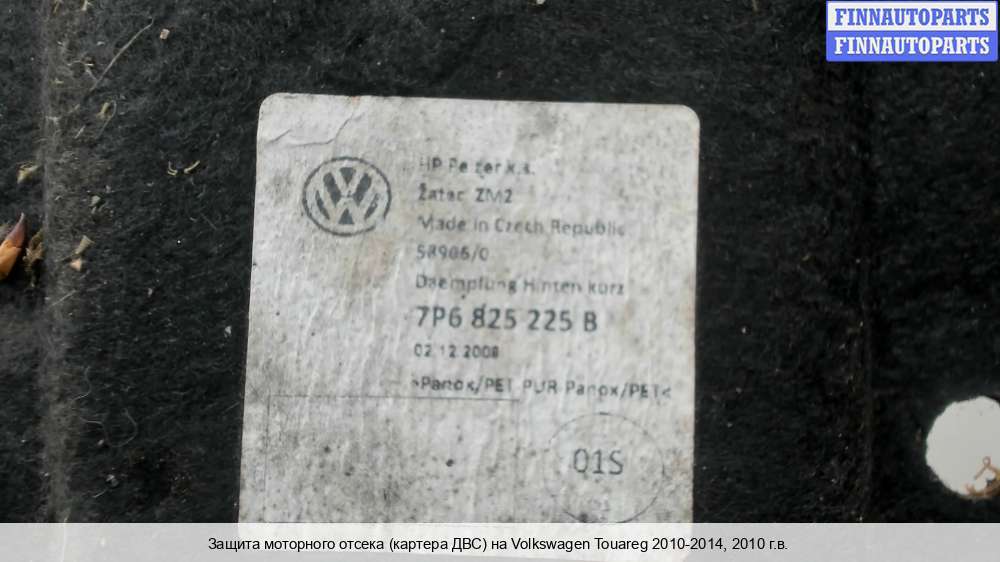 FINNAUTOPARTS
FINNAUTOPARTS
HP Pelzer k.s.
Žatec ZM2
Made in Czech Republic
58906/0
Daempfung Hinten kurz
7P6 825 225 B
02.12.2008
>Panox/PET PUR Panox/PET<
01S
Защита моторного отсека (картера ДВС) на Volkswagen Touareg 2010-2014, 2010 г.в.